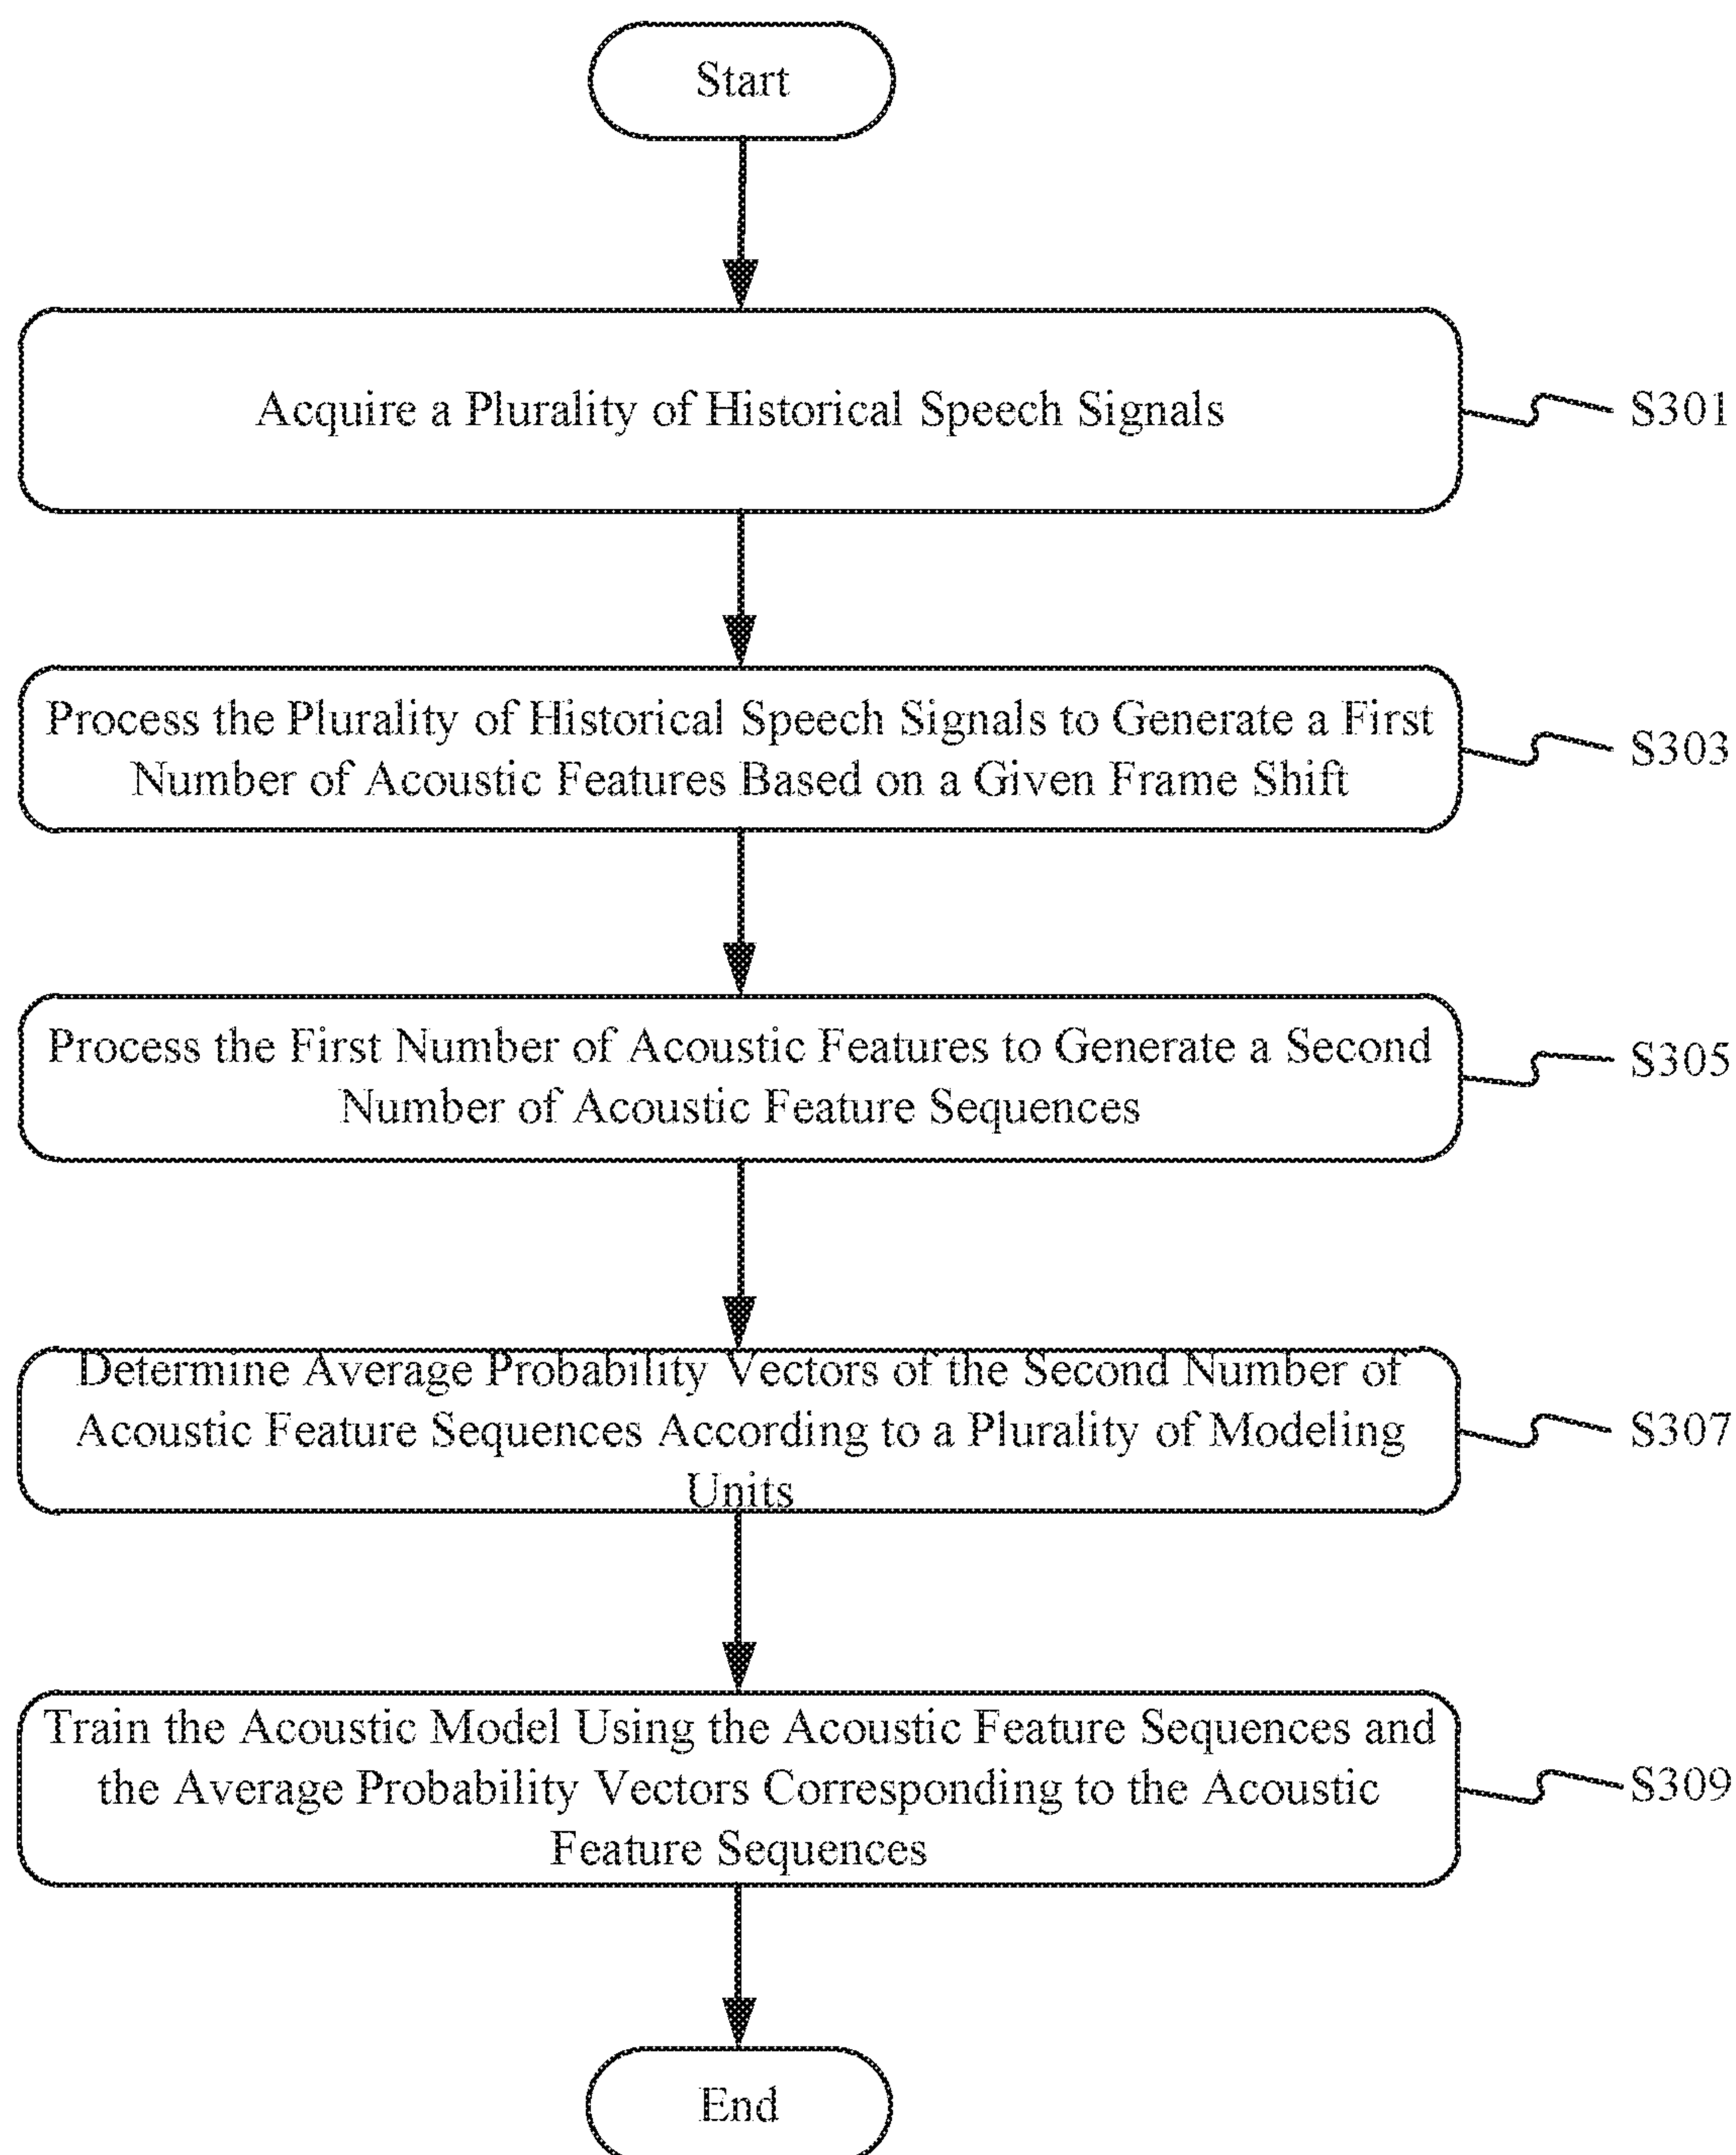 Start
Acquire a Plurality of Historical Speech Signals
S301
Process the Plurality of Historical Speech Signals to Generate a First
Number of Acoustic Features Based on a Given Frame Shift
S303
Process the First Number of Acoustic Features to Generate a Second
Number of Acoustic Feature Sequences
S305
Determine Average Probability Vectors of the Second Number of
Acoustic Feature Sequences According to a Plurality of Modeling
Units
S307
Train the Acoustic Model Using the Acoustic Feature Sequences and
the Average Probability Vectors Corresponding to the Acoustic
Feature Sequences
S309
End